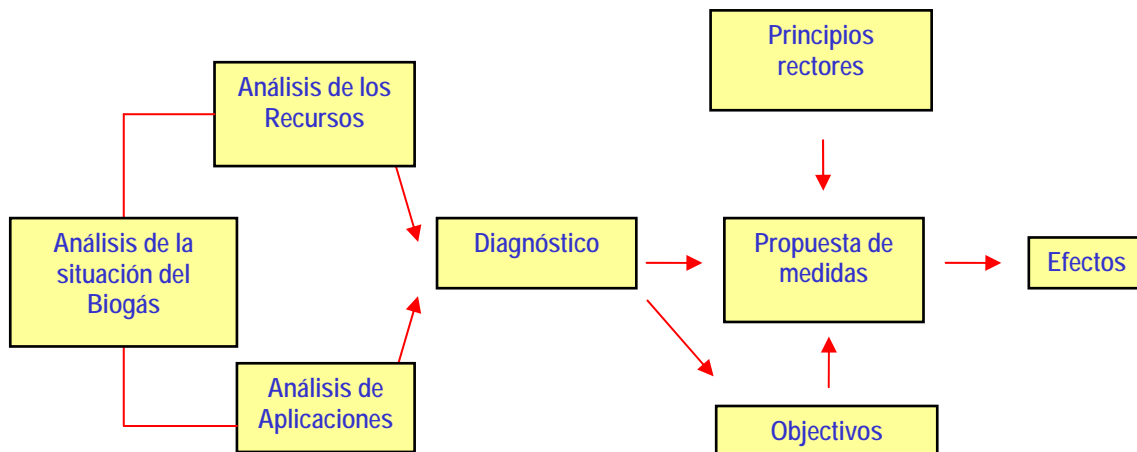 Principios
rectores
Análisis de los
Recursos
Análisis de la
situación del
Biogás
Diagnóstico
Propuesta de
medidas
Efectos
Análisis de
Aplicaciones
Objectivos